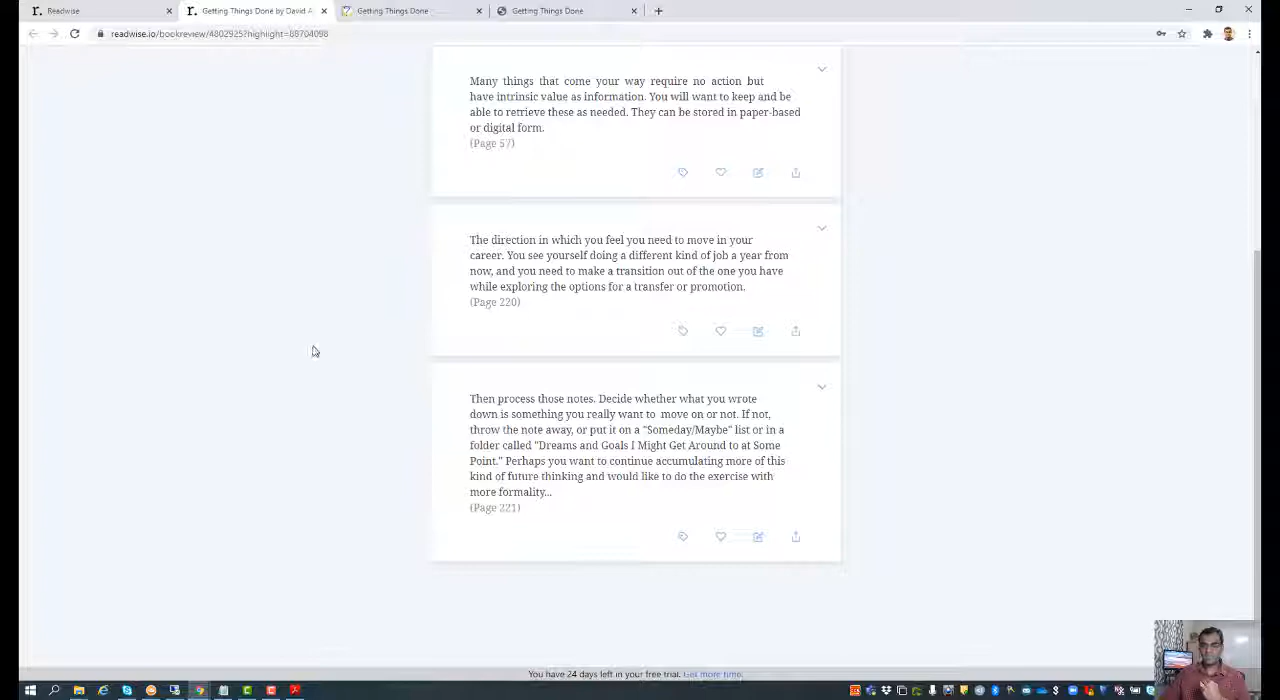 Readwise
Getting Things Done by David A
Getting Things Done
Getting Things Done
readwise.io/bookreview/4802925?highlight=88704098
Many things that come your way require no action but
have intrinsic value as information. You will want to keep and be
able to retrieve these as needed. They can be stored in paper-based
or digital form.
(Page 57)
The direction in which you feel you need to move in your
career. You see yourself doing a different kind of job a year from
now, and you need to make a transition out of the one you have
while exploring the options for a transfer or promotion.
(Page 220)
Then process those notes. Decide whether what you wrote
down is something you really want to move on or not. If not,
throw the note away, or put it on a "Someday/Maybe" list or in a
folder called "Dreams and Goals I Might Get Around to at Some
Point." Perhaps you want to continue accumulating more of this
kind of future thinking and would like to do the exercise with
more formality...
(Page 221)
You have 24 days left in your free trial. Get more time.